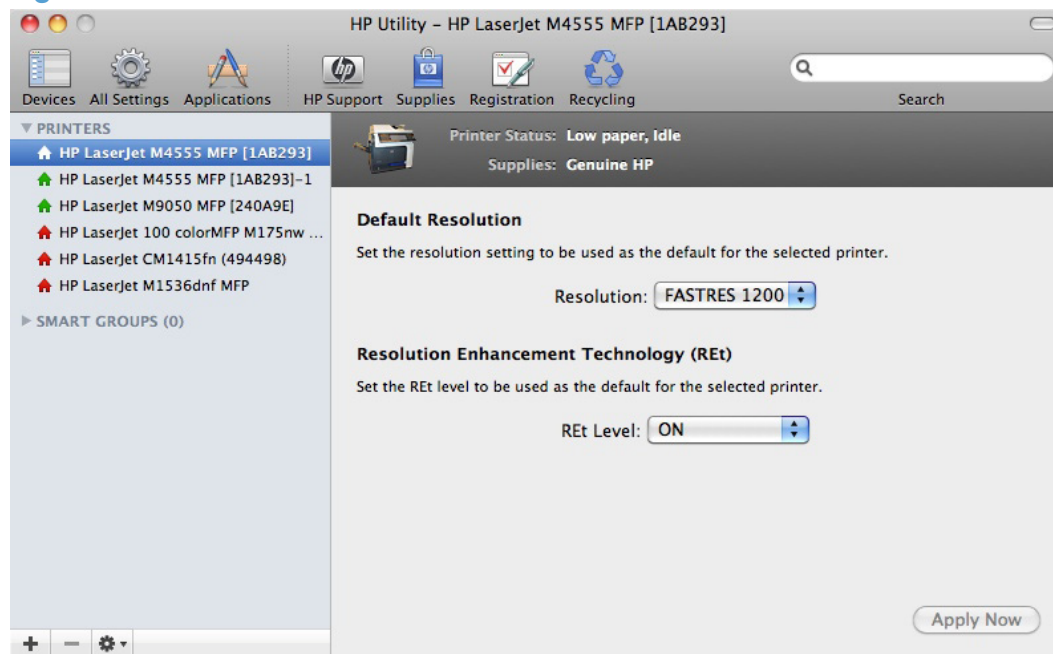 HP Utility – HP LaserJet M4555 MFP [1AB293]
Devices All Settings Applications HP Support Supplies Registration Recycling Search
PRINTERS
HP LaserJet M4555 MFP [1AB293]
HP LaserJet M4555 MFP [1AB293]-1
HP LaserJet M9050 MFP [240A9E]
HP LaserJet 100 colorMFP M175nw ...
HP LaserJet CM1415fn (494498)
HP LaserJet M1536dnf MFP
SMART GROUPS (0)
Printer Status: Low paper, Idle
Supplies: Genuine HP
Default Resolution
Set the resolution setting to be used as the default for the selected printer.
Resolution: FASTRES 1200
Resolution Enhancement Technology (REt)
Set the REt level to be used as the default for the selected printer.
REt Level: ON
Apply Now